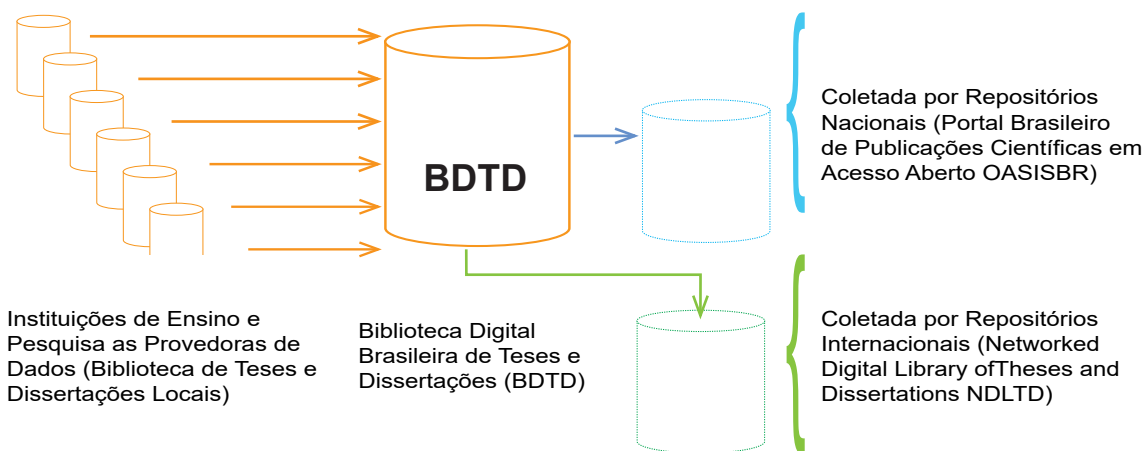 BDTD
Coletada por Repositórios
Nacionais (Portal Brasileiro
de Publicações Científicas em
Acesso Aberto OASISBR)
Instituições de Ensino e
Pesquisa as Provedoras de
Dados (Biblioteca de Teses e
Dissertações Locais)
Biblioteca Digital
Brasileira de Teses e
Dissertações (BDTD)
Coletada por Repositórios
Internacionais (Networked
Digital Library ofTheses and
Dissertations NDLTD)